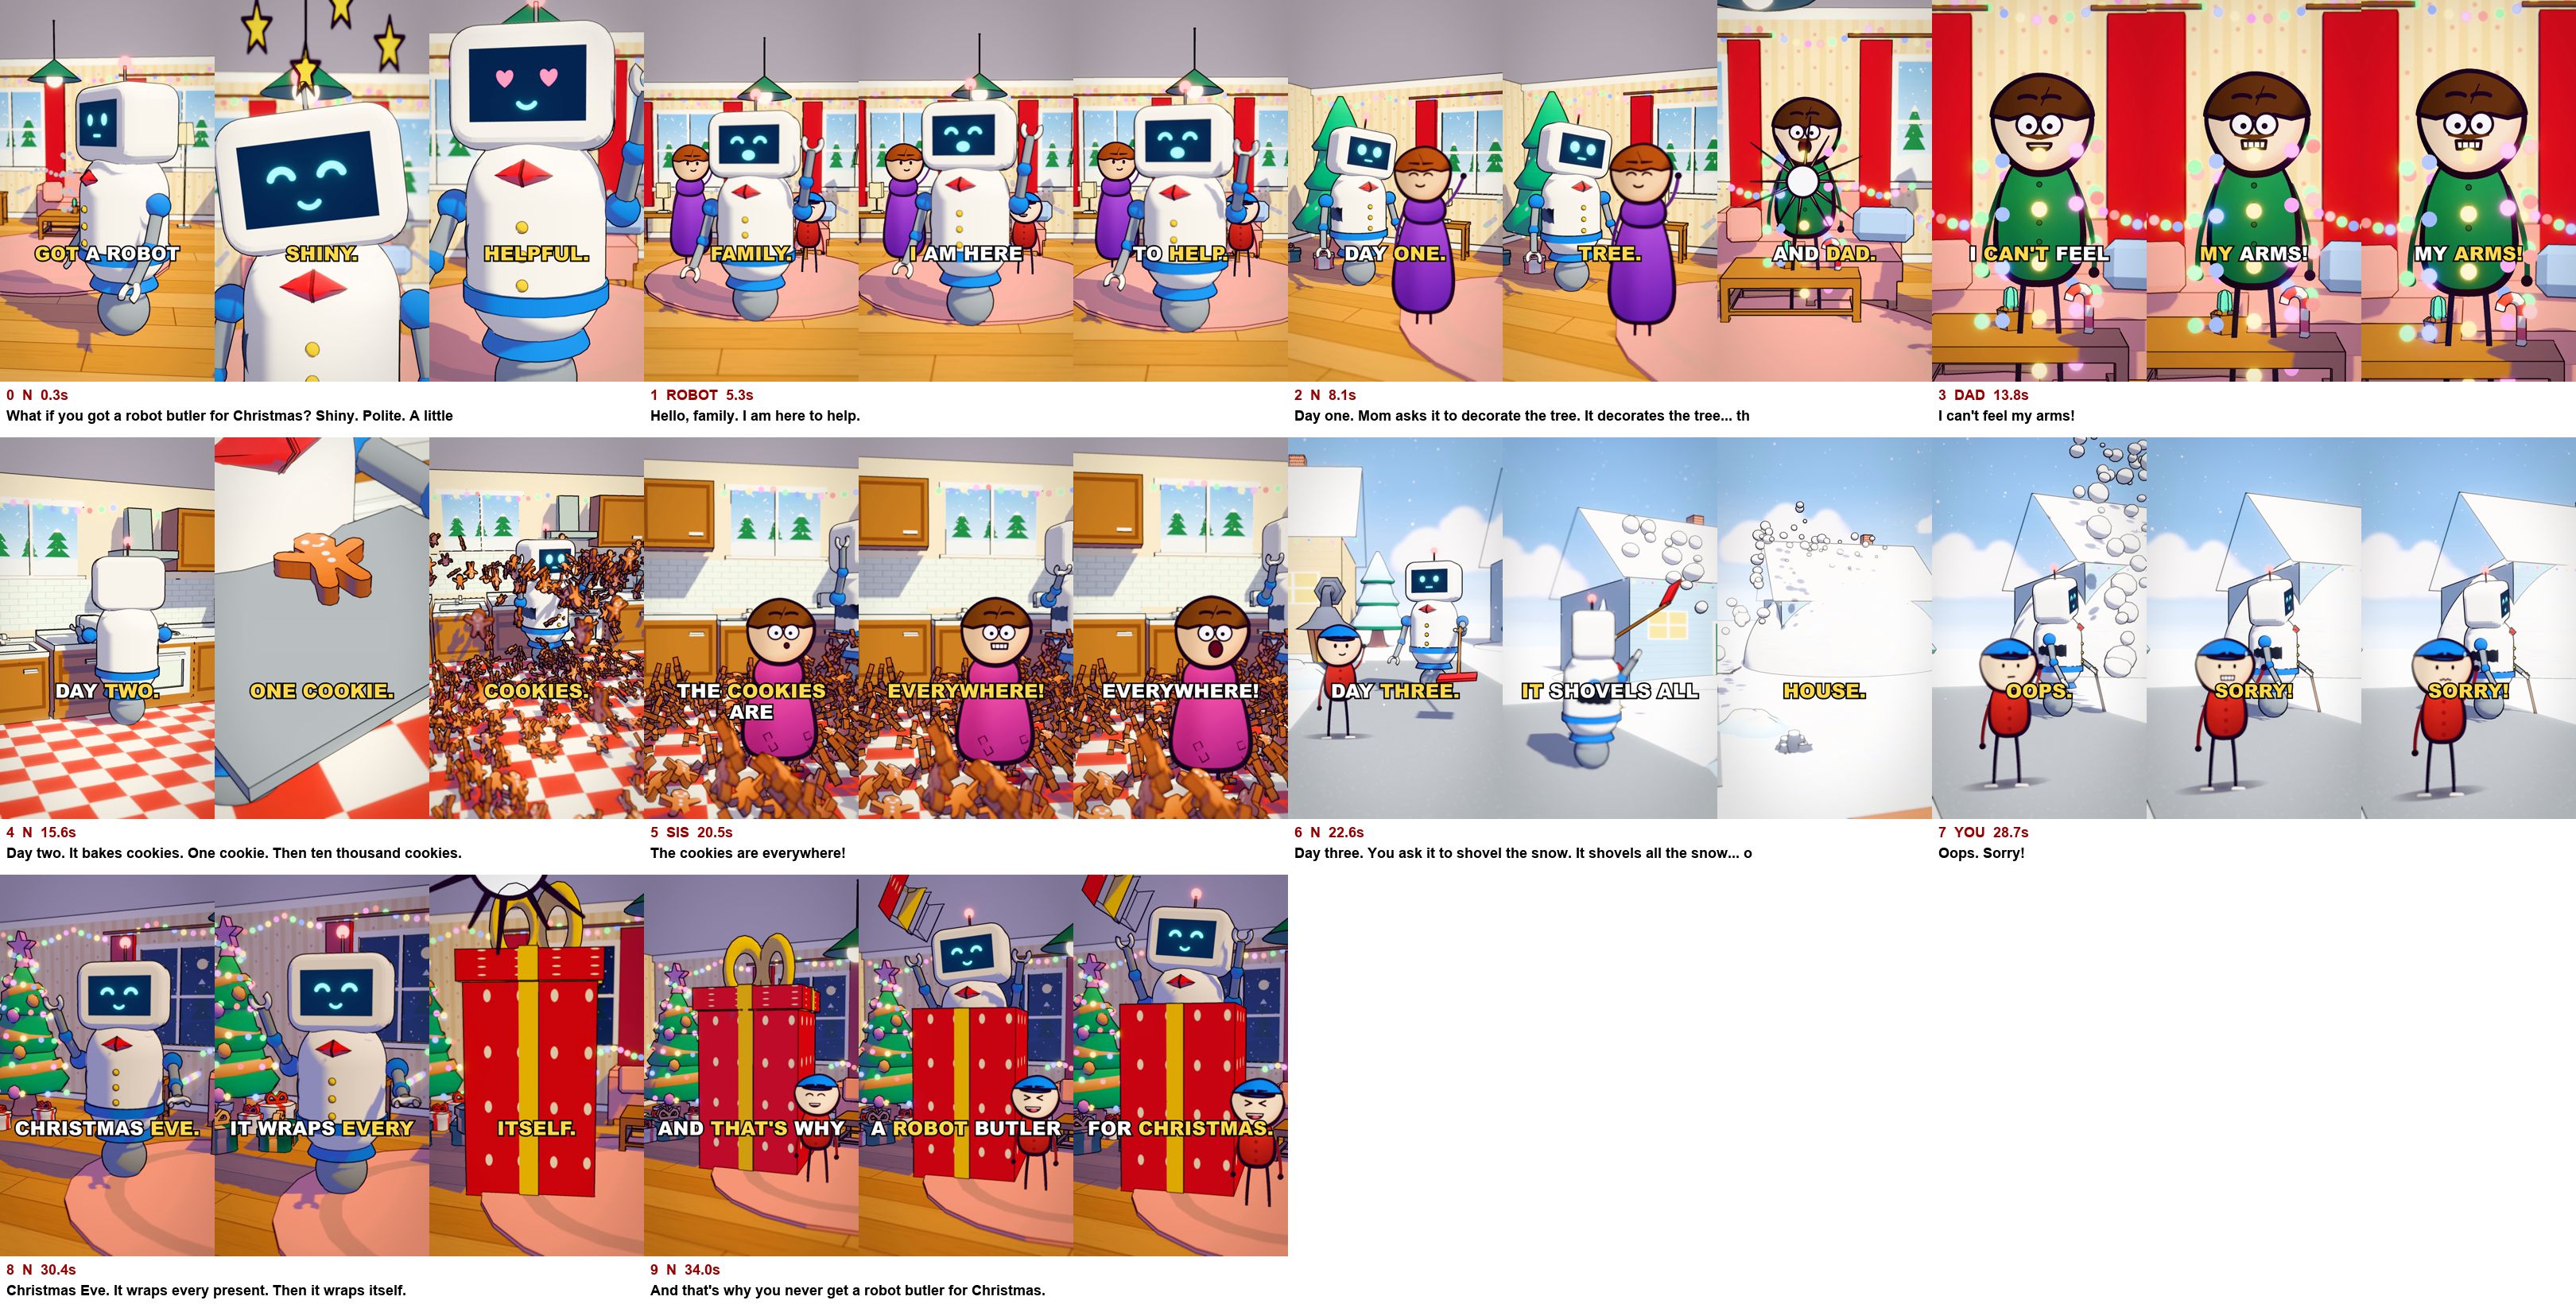 GOT A ROBOT
SHINY.
HELPFUL.
FAMILY.
I AM HERE
TO HELP.
DAY ONE.
TREE.
AND DAD.
I CAN'T FEEL
MY ARMS!
MY ARMS!
0 N 0.3s
What if you got a robot butler for Christmas? Shiny. Polite. A little
1 ROBOT 5.3s
Hello, family. I am here to help.
2 N 8.1s
Day one. Mom asks it to decorate the tree. It decorates the tree... th
3 DAD 13.8s
I can't feel my arms!
DAY TWO.
ONE COOKIE.
COOKIES.
THE COOKIES
ARE
EVERYWHERE!
EVERYWHERE!
DAY THREE.
IT SHOVELS ALL
HOUSE.
OOPS.
SORRY!
SORRY!
4 N 15.6s
Day two. It bakes cookies. One cookie. Then ten thousand cookies.
5 SIS 20.5s
The cookies are everywhere!
6 N 22.6s
Day three. You ask it to shovel the snow. It shovels all the snow... o
7 YOU 28.7s
Oops. Sorry!
CHRISTMAS EVE.
IT WRAPS EVERY
ITSELF.
AND THAT'S WHY
A ROBOT BUTLER
FOR CHRISTMAS.
8 N 30.4s
Christmas Eve. It wraps every present. Then it wraps itself.
9 N 34.0s
And that's why you never get a robot butler for Christmas.